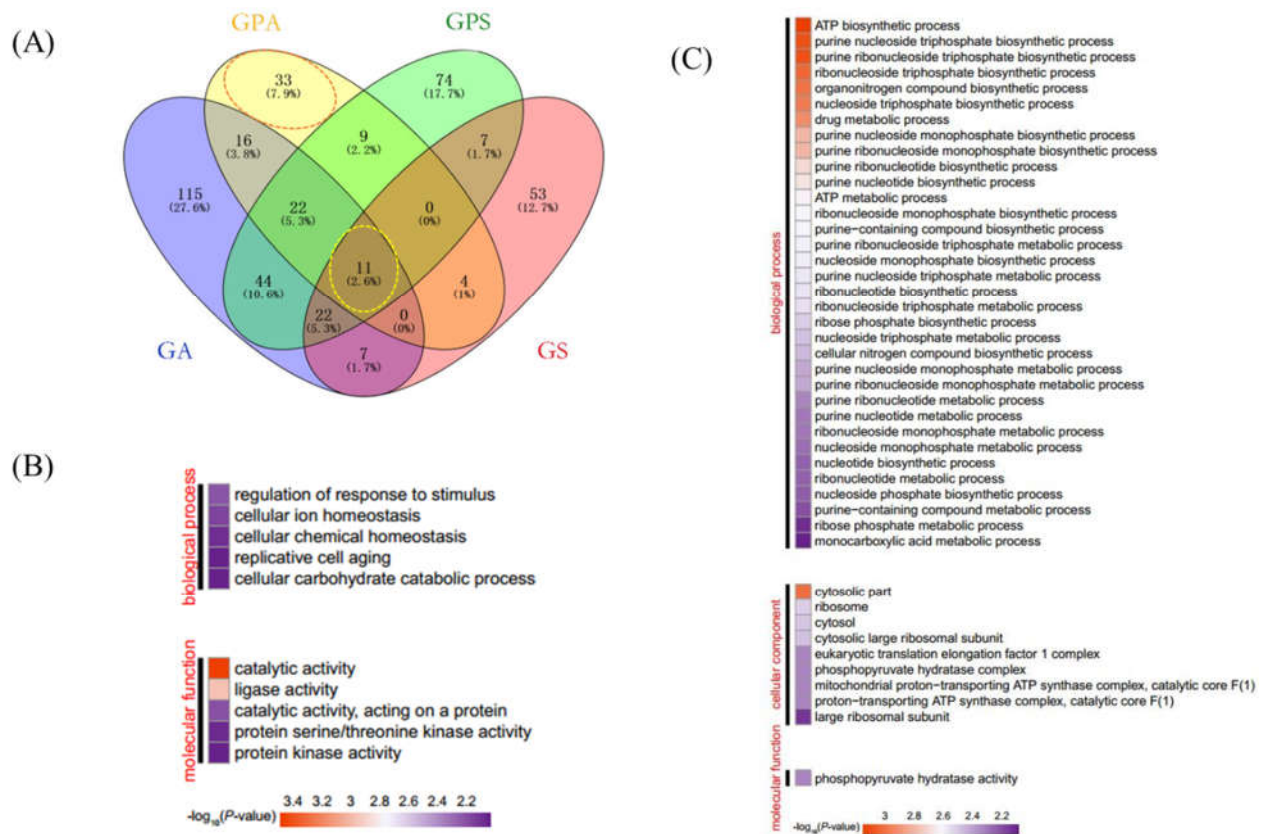 (A)
GPA
GPS
33
(7.9%)
74
(17.7%)
16
(3.8%)
9
(2.2%)
7
(1.7%)
115
(27.6%)
22
(5.3%)
0
(0%)
53
(12.7%)
11
(2.6%)
44
(10.6%)
4
(1%)
22
(5.3%)
0
(0%)
7
(1.7%)
GA
GS
(B)
biological process
regulation of response to stimulus
cellular ion homeostasis
cellular chemical homeostasis
replicative cell aging
cellular carbohydrate catabolic process
molecular function
catalytic activity
ligase activity
catalytic activity, acting on a protein
protein serine/threonine kinase activity
protein kinase activity
3.4 3.2 3 2.8 2.6 2.4 2.2
-log10(P-value)
(C)
biological process
ATP biosynthetic process
purine nucleoside triphosphate biosynthetic process
purine ribonucleoside triphosphate biosynthetic process
ribonucleoside triphosphate biosynthetic process
organonitrogen compound biosynthetic process
nucleoside triphosphate biosynthetic process
drug metabolic process
purine nucleoside monophosphate biosynthetic process
purine ribonucleoside monophosphate biosynthetic process
purine ribonucleotide biosynthetic process
purine nucleotide biosynthetic process
ATP metabolic process
ribonucleoside monophosphate biosynthetic process
purine−containing compound biosynthetic process
purine ribonucleoside triphosphate metabolic process
nucleoside monophosphate biosynthetic process
purine nucleoside triphosphate metabolic process
ribonucleotide biosynthetic process
ribonucleoside triphosphate metabolic process
ribose phosphate biosynthetic process
nucleoside triphosphate metabolic process
cellular nitrogen compound biosynthetic process
purine nucleoside monophosphate metabolic process
purine ribonucleoside monophosphate metabolic process
purine ribonucleotide metabolic process
purine nucleotide metabolic process
ribonucleoside monophosphate metabolic process
nucleoside monophosphate metabolic process
nucleotide biosynthetic process
ribonucleotide metabolic process
nucleoside phosphate biosynthetic process
purine−containing compound metabolic process
ribose phosphate metabolic process
monocarboxylic acid metabolic process
cellular component
cytosolic part
ribosome
cytosol
cytosolic large ribosomal subunit
eukaryotic translation elongation factor 1 complex
phosphopyruvate hydratase complex
mitochondrial proton−transporting ATP synthase complex, catalytic core F(1)
proton−transporting ATP synthase complex, catalytic core F(1)
large ribosomal subunit
molecular function
phosphopyruvate hydratase activity
3 2.8 2.6 2.4 2.2
-log10(P-value)